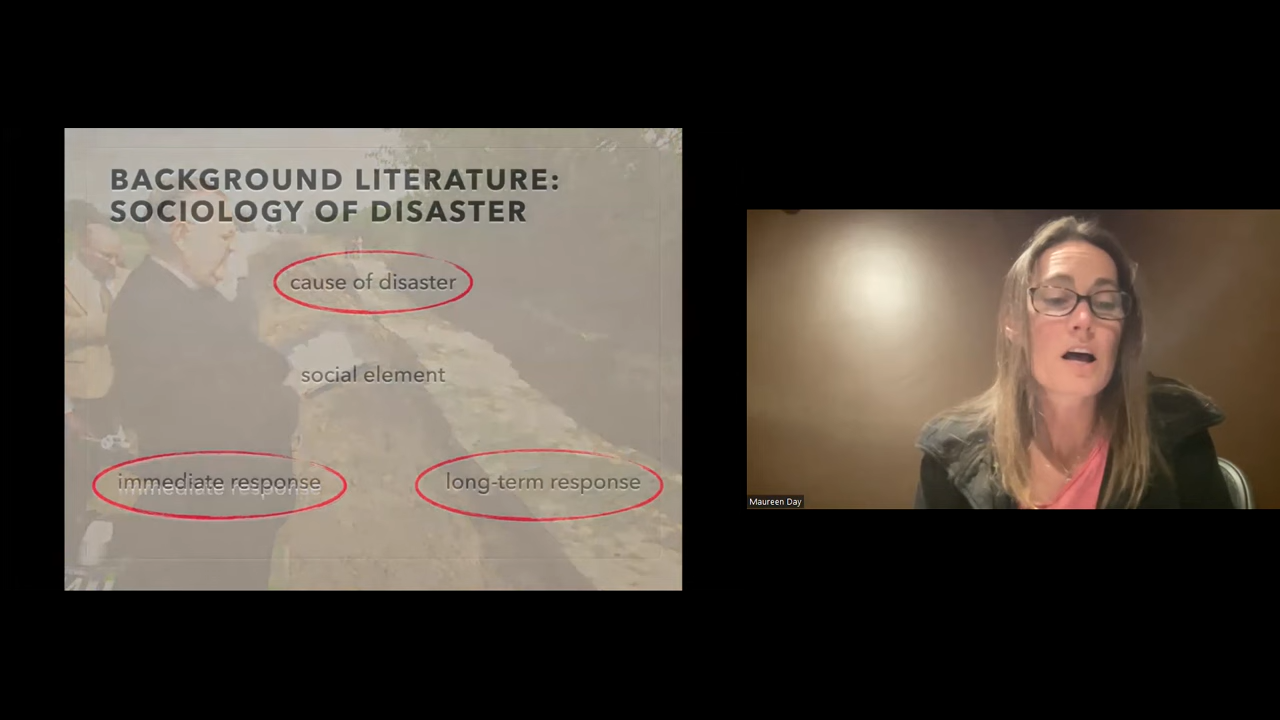 BACKGROUND LITERATURE:
SOCIOLOGY OF DISASTER
cause of disaster
social element
immediate response
long-term response
Maureen Day